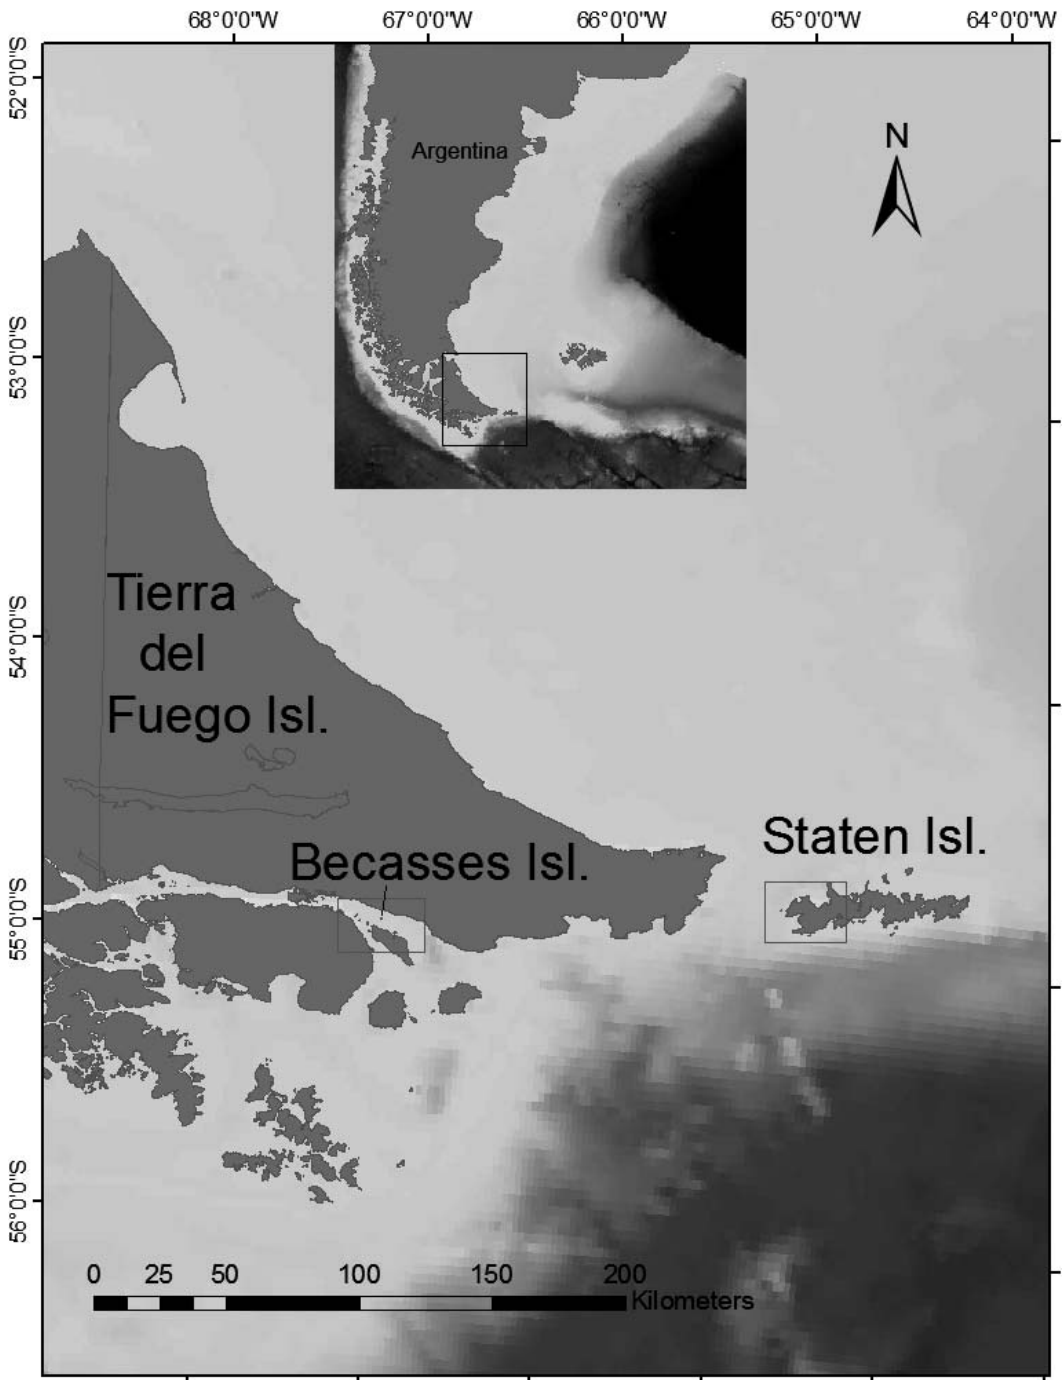 68°0'0"W 67°0'0"W 66°0'0"W 65°0'0"W 64°0'0"W
52°0'0"S
53°0'0"S
54°0'0"S
55°0'0"S
56°0'0"S
Argentina
N
Tierra
del
Fuego Isl.
Becasses Isl.
Staten Isl.
0 25 50 100 150 200
Kilometers